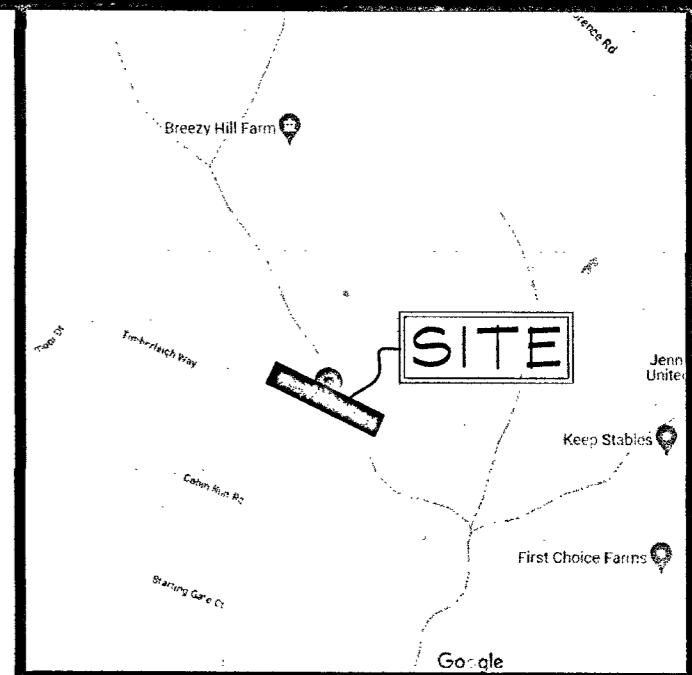 Breezy Hill Farm
Timberleigh Way
SITE
Jenn
United
Keep Stables
Cabin Run Rd
First Choice Farms
Starting Gate Ct
Google